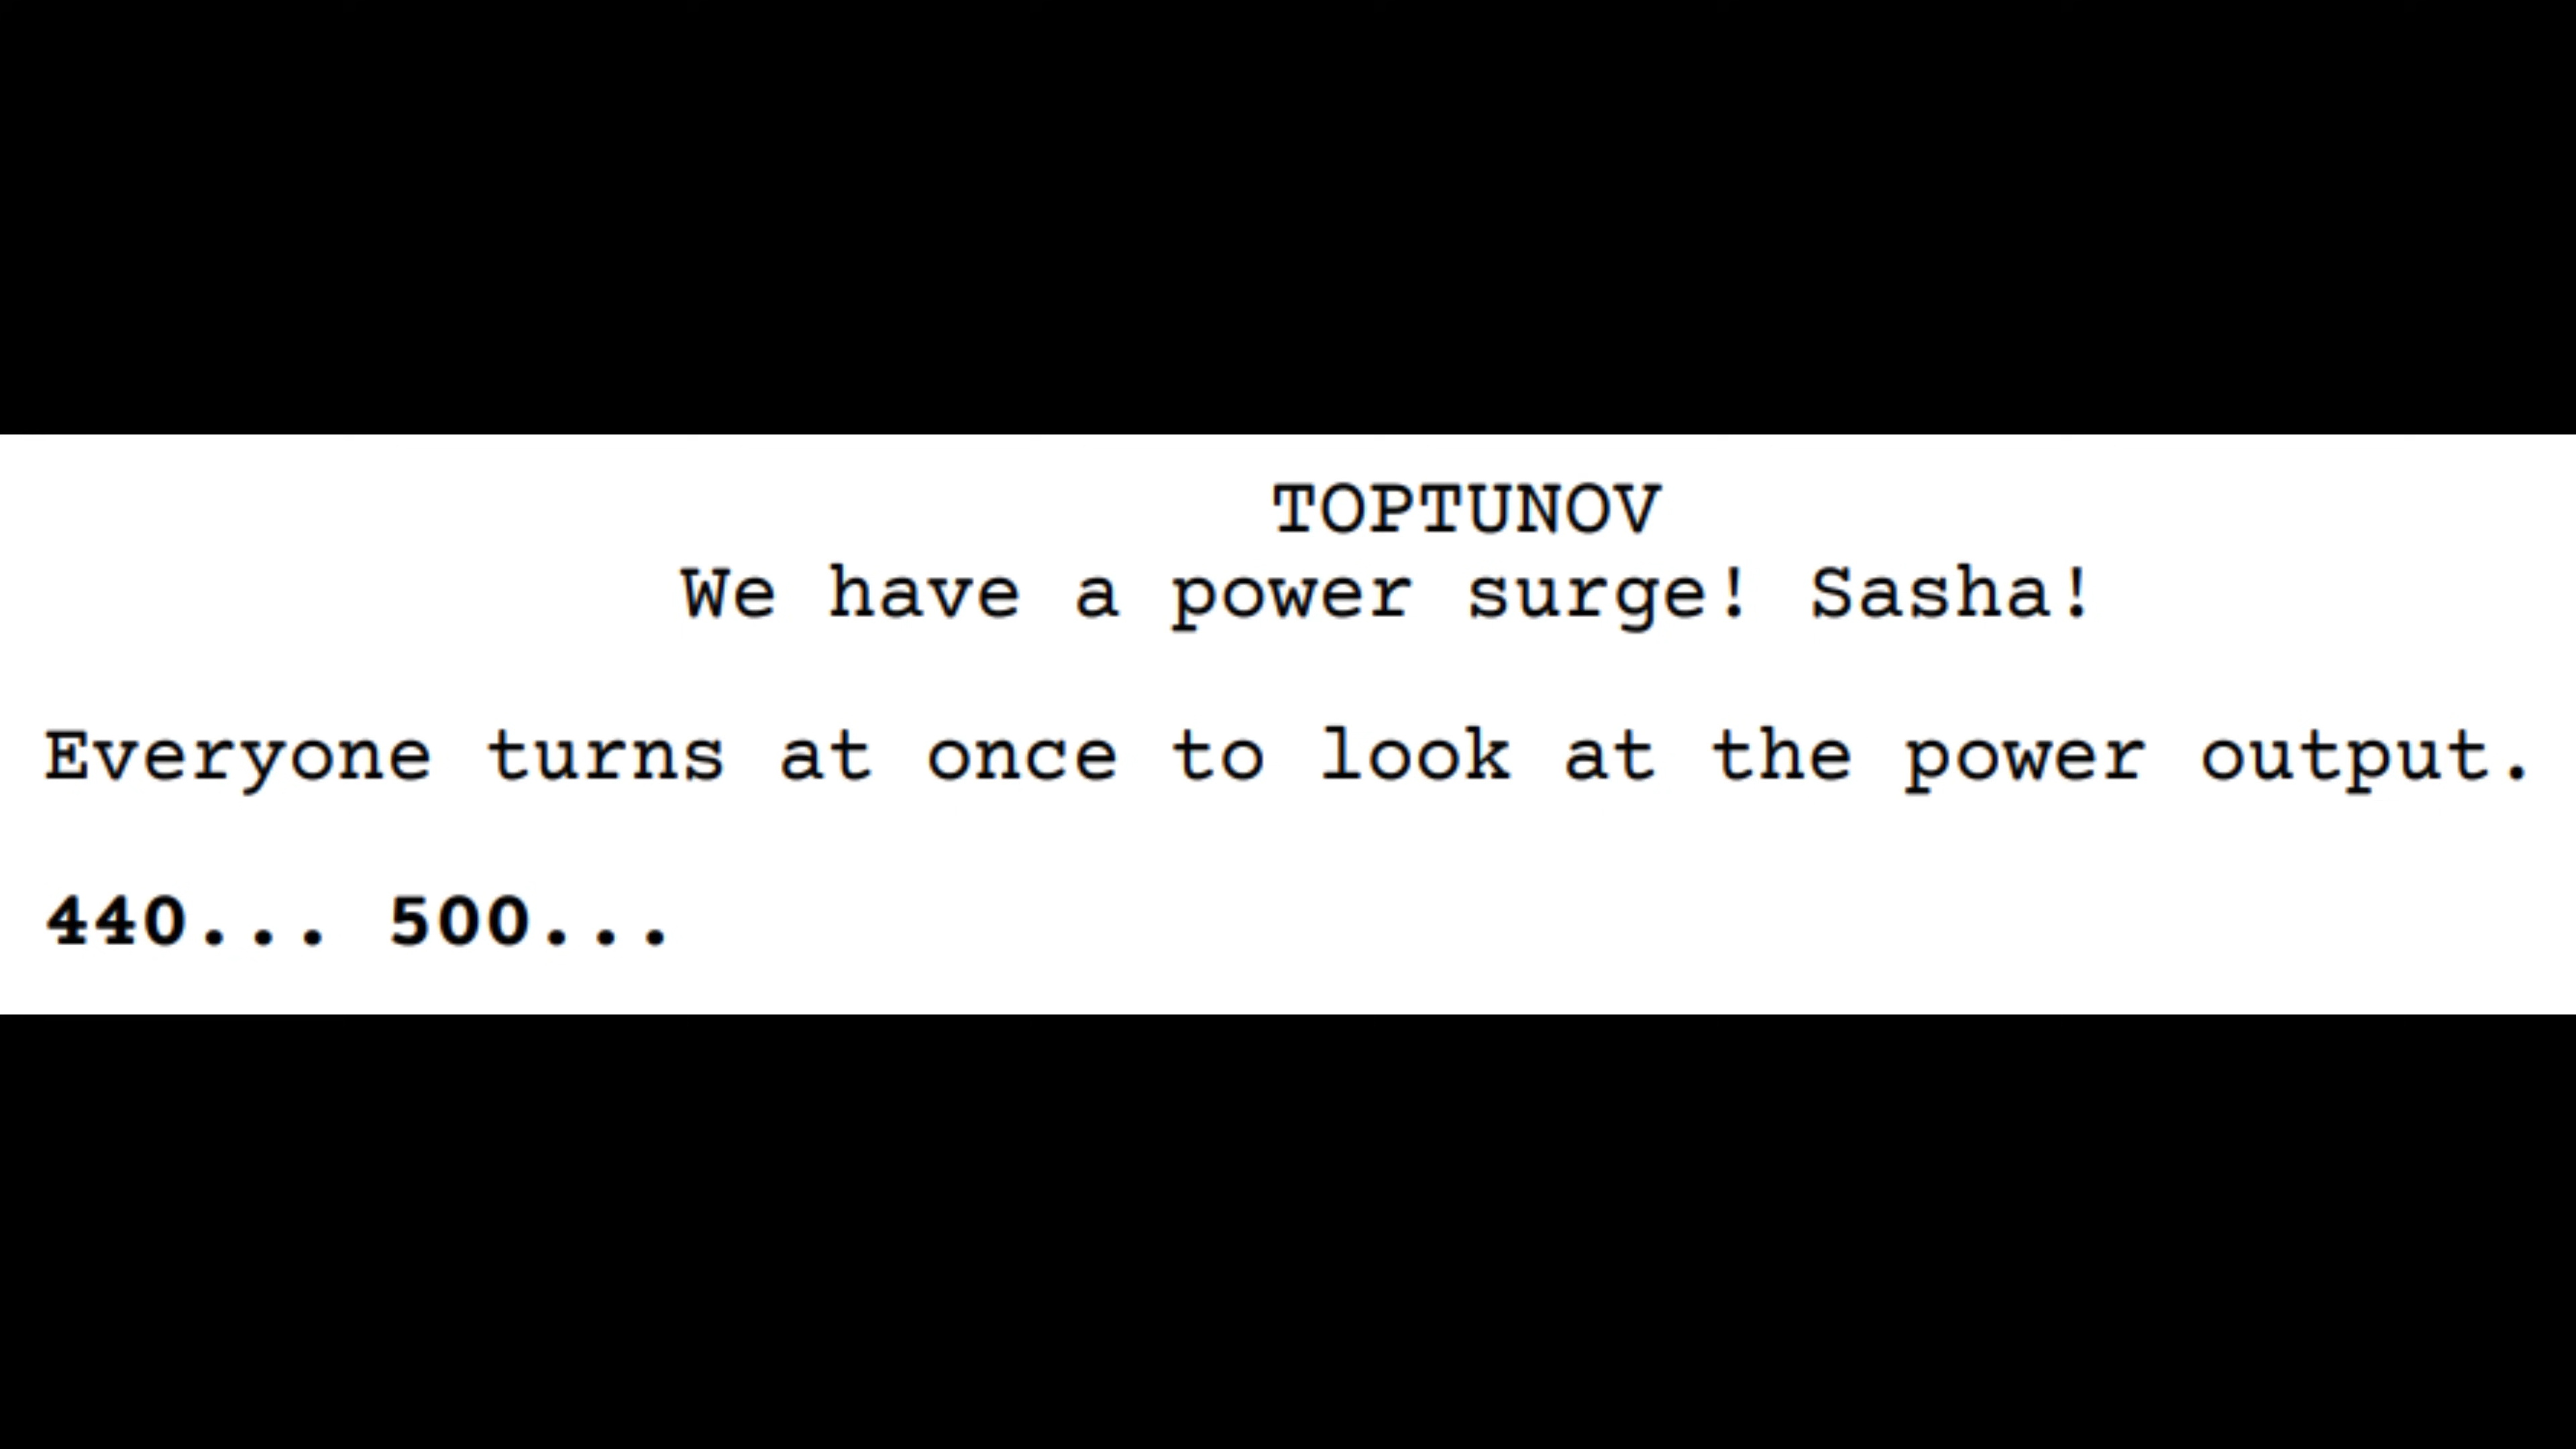 TOPTUNOV
We have a power surge! Sasha!
Everyone turns at once to look at the power output.
440... 500...